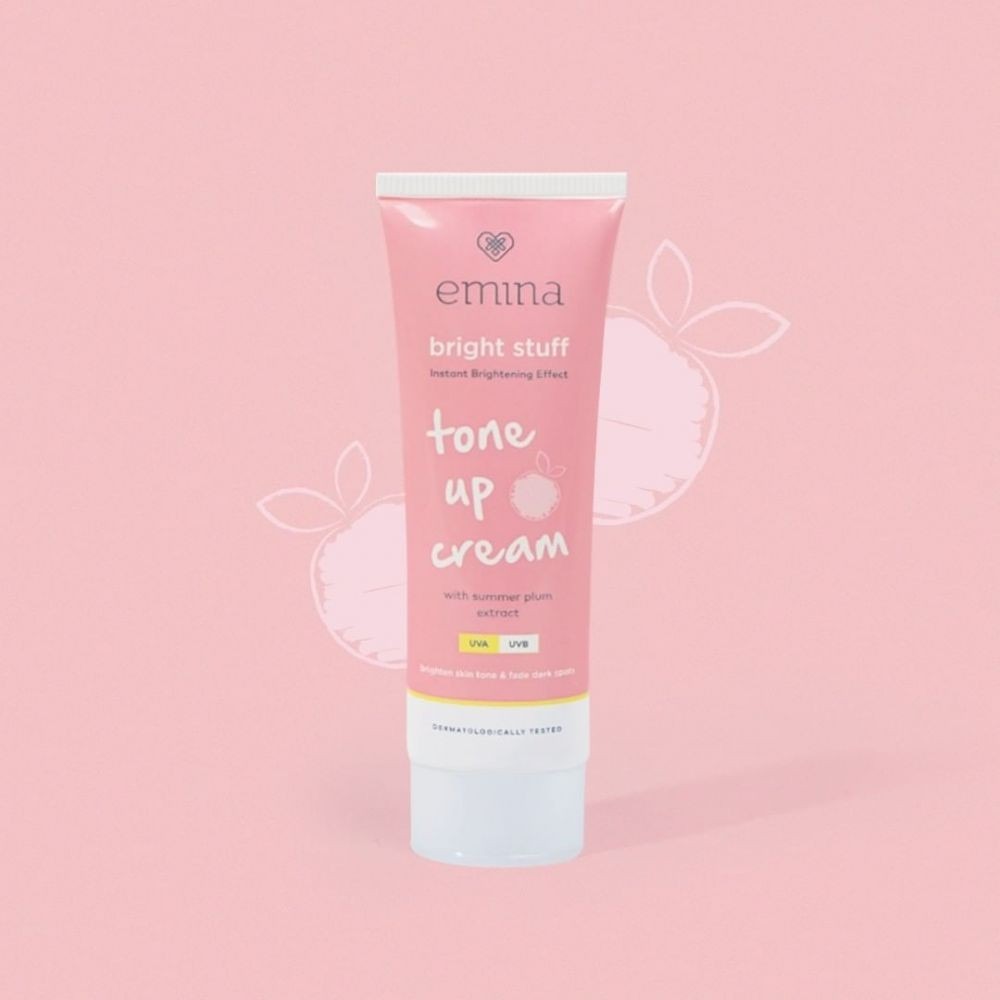 emina
bright stuff
Instant Brightening Effect
tone
up
cream
with summer plum
extract
UVA UVB
brighten skin tone & fade dark spots
DERMATOLOGICALLY TESTED